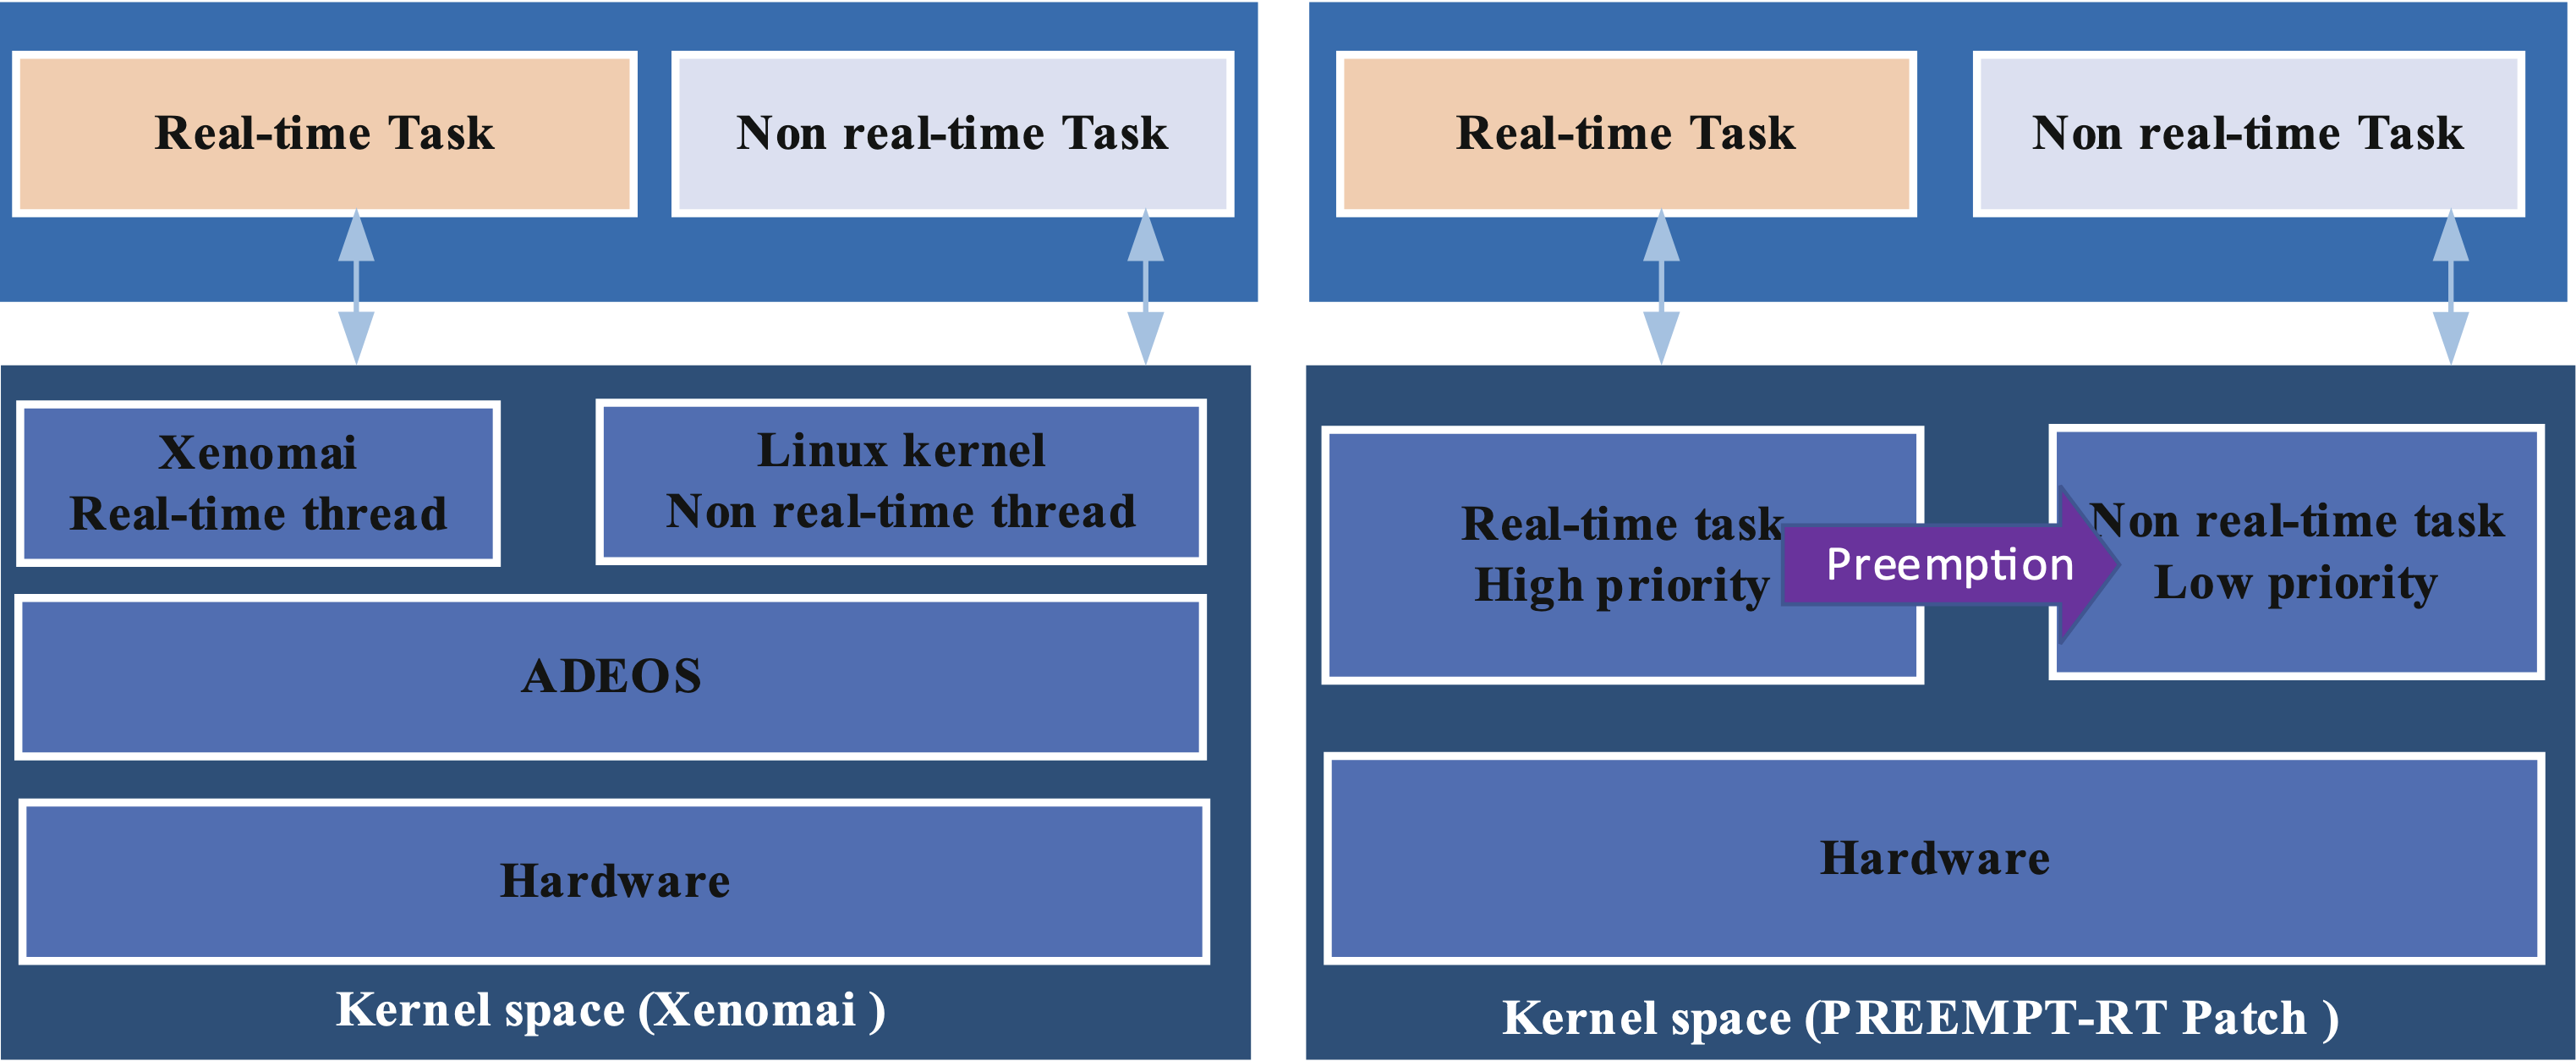 Real-time Task
Non real-time Task
Xenomai
Real-time thread
Linux kernel
Non real-time thread
ADEOS
Hardware
Kernel space (Xenomai )
Real-time Task
Non real-time Task
Real-time task
High priority
Preemption
Non real-time task
Low priority
Hardware
Kernel space (PREEMPT-RT Patch )